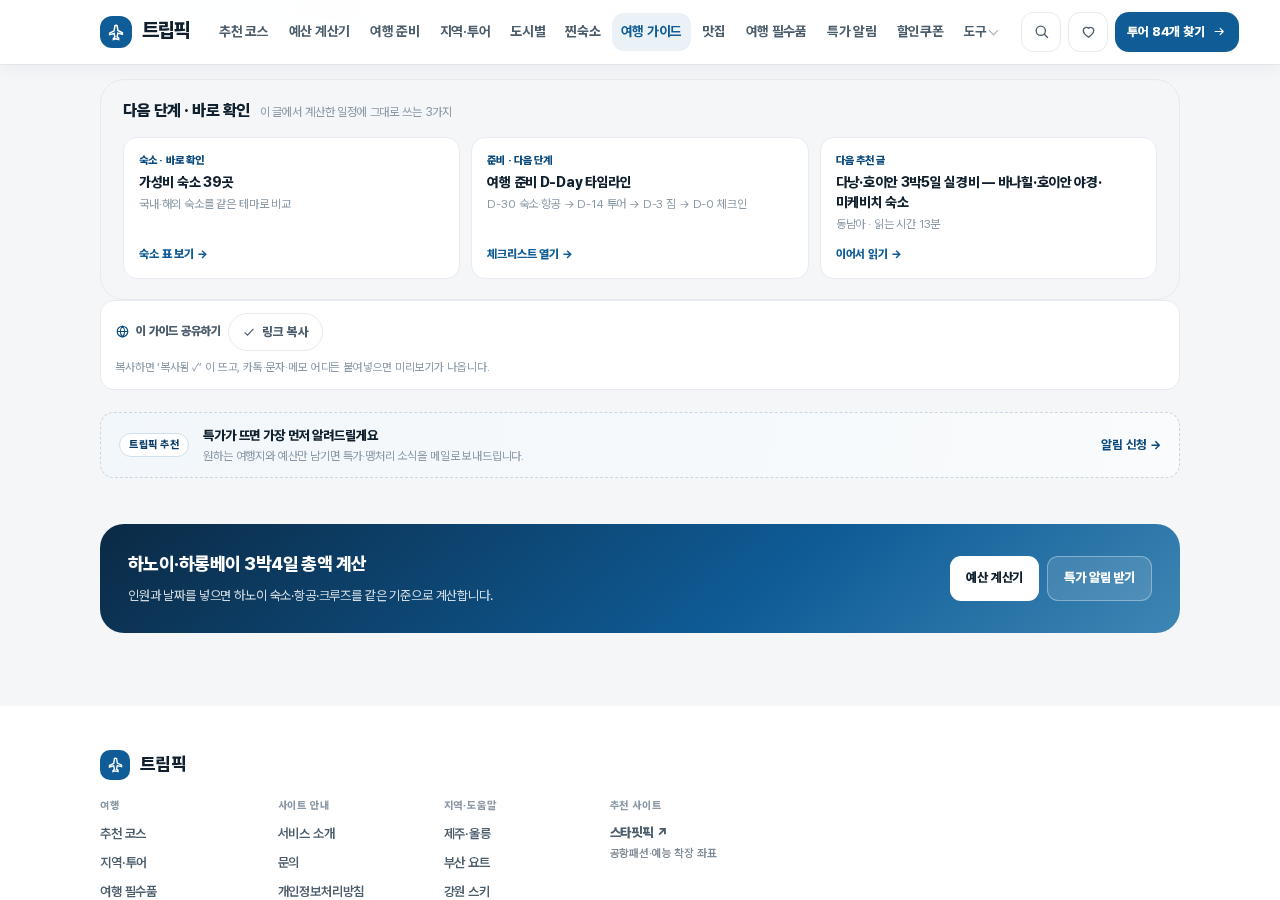 트립픽
추천 코스 예산 계산기 여행 준비 지역·투어 도시별 찐숙소 여행 가이드 맛집 여행 필수품 특가 알림 할인쿠폰 도구 투어 84개 찾기 →
다음 단계 · 바로 확인 이 글에서 계산한 일정에 그대로 쓰는 3가지
숙소 · 바로 확인
가성비 숙소 39곳
국내·해외 숙소를 같은 테마로 비교
숙소 표 보기 →
준비 · 다음 단계
여행 준비 D-Day 타임라인
D-30 숙소·항공 → D-14 투어 → D-3 짐 → D-0 체크인
체크리스트 열기 →
다음 추천 글
다낭·호이안 3박5일 실경비 — 바나힐·호이안 야경·
미케비치 숙소
동남아 · 읽는 시간 13분
이어서 읽기 →
이 가이드 공유하기 링크 복사
복사하면 '복사됨 ✓' 이 뜨고, 카톡·문자·메모 어디든 붙여넣으면 미리보기가 나옵니다.
트립픽 추천
특가가 뜨면 가장 먼저 알려드릴게요
원하는 여행지와 예산만 남기면 특가·땡처리 소식을 메일로 보내드립니다.
알림 신청 →
하노이·하롱베이 3박4일 총액 계산
인원과 날짜를 넣으면 하노이 숙소·항공·크루즈를 같은 기준으로 계산합니다.
예산 계산기 특가 알림 받기
트립픽
여행
추천 코스
지역·투어
여행 필수품
사이트 안내
서비스 소개
문의
개인정보처리방침
지역·도움말
제주·울릉
부산 요트
강원 스키
추천 사이트
스타핏픽 ↗
공항패션·예능 착장 좌표